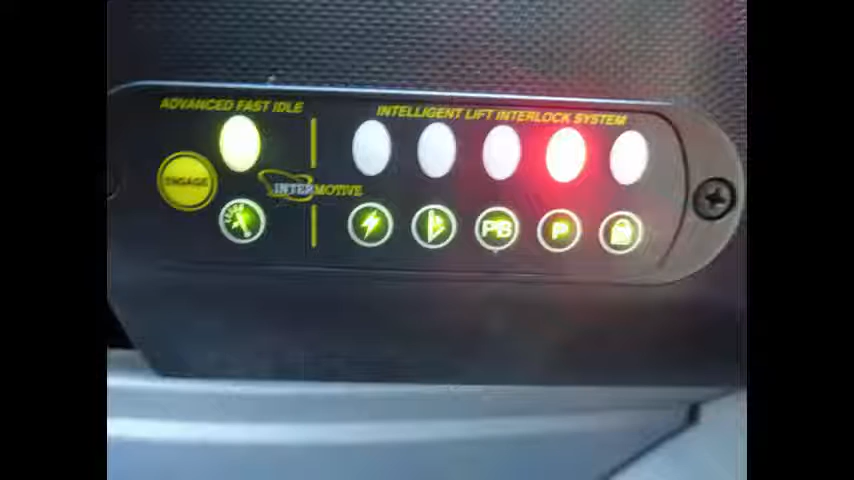 ADVANCED FAST IDLE
INTELLIGENT LIFT INTERLOCK SYSTEM
ENGAGE
INTERMOTIVE
PB
P